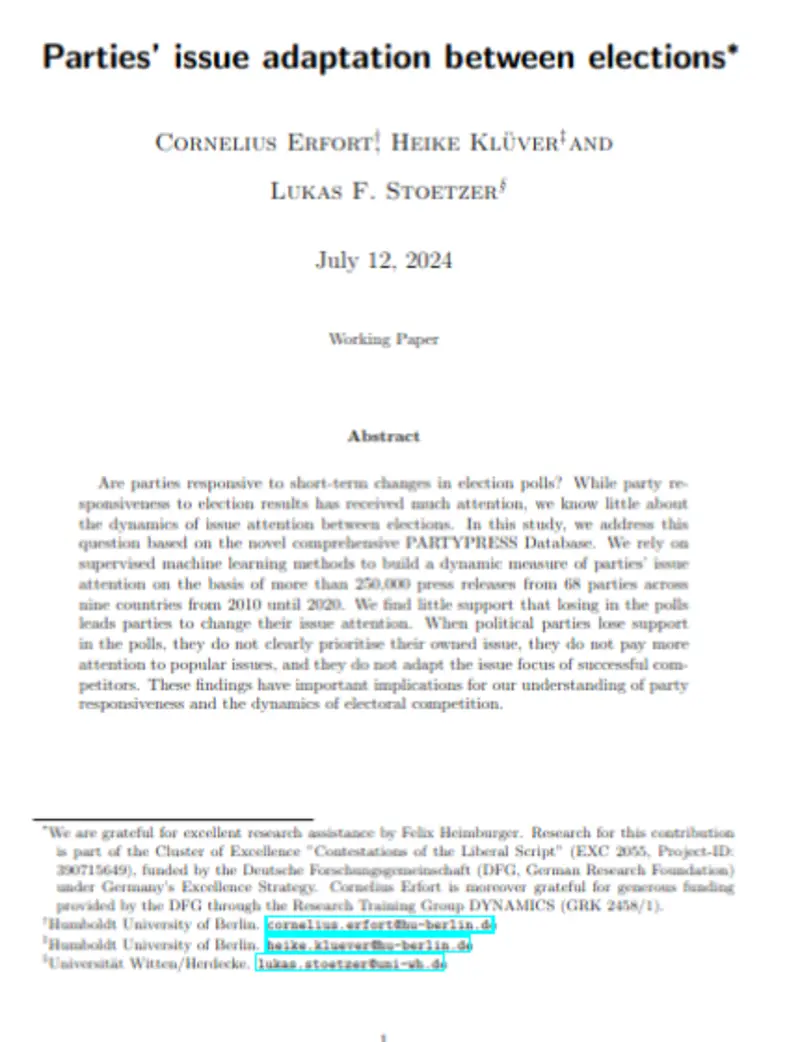 Parties' issue adaptation between elections*
Cornelius Erfort† Heike Klüver‡ and
Lukas F. Stoetzer§
July 12, 2024
Working Paper
Abstract
Are parties responsive to short-term changes in election polls? While party re-
sponsiveness to election results has received much attention, we know little about
the dynamics of issue attention between elections. In this study, we address this
question based on the novel comprehensive PARTYPRESS Database. We rely on
supervised machine learning methods to build a dynamic measure of parties' issue
attention on the basis of more than 250,000 press releases from 68 parties across
nine countries from 2010 until 2020. We find little support that losing in the polls
leads parties to change their issue attention. When political parties lose support
in the polls, they do not clearly prioritise their owned issue, they do not pay more
attention to popular issues, and they do not adapt the issue focus of successful com-
petitors. These findings have important implications for our understanding of party
responsiveness and the dynamics of electoral competition.
*We are grateful for excellent research assistance by Felix Heimburger. Research for this contribution
is part of the Cluster of Excellence "Contestations of the Liberal Script" (EXC 2055, Project-ID:
390715649), funded by the Deutsche Forschungsgemeinschaft (DFG, German Research Foundation)
under Germany's Excellence Strategy. Cornelius Erfort is moreover grateful for generous funding
provided by the DFG through the Research Training Group DYNAMICS (GRK 2458/1).
†Humboldt University of Berlin, cornelius.erfort@hu-berlin.de
‡Humboldt University of Berlin, heike.kluever@hu-berlin.de
§Universität Witten/Herdecke, lukas.stoetzer@uni-wh.de
1